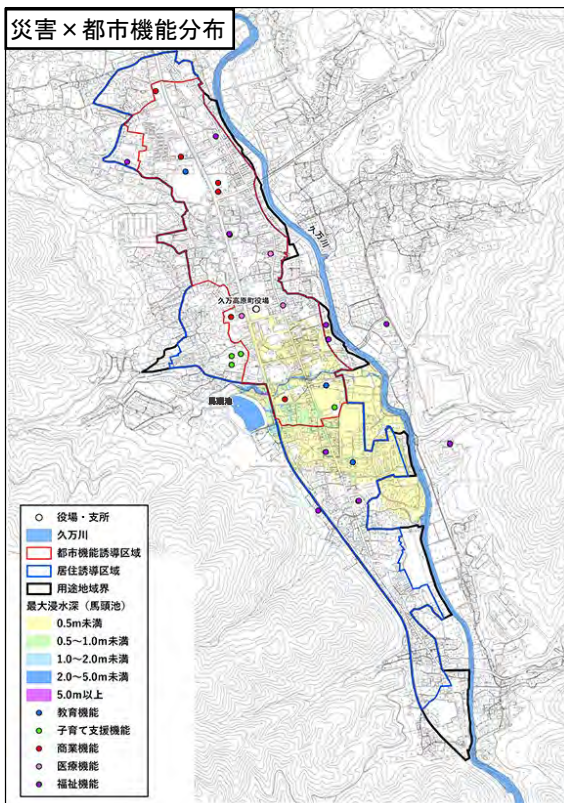 災害×都市機能分布
久万川
久万高原町役場
馬頭池
役場・支所
久万川
都市機能誘導区域
居住誘導区域
用途地域界
最大浸水深（馬頭池）
0.5m未満
0.5～1.0m未満
1.0～2.0m未満
2.0～5.0m未満
5.0m以上
教育機能
子育て支援機能
商業機能
医療機能
福祉機能